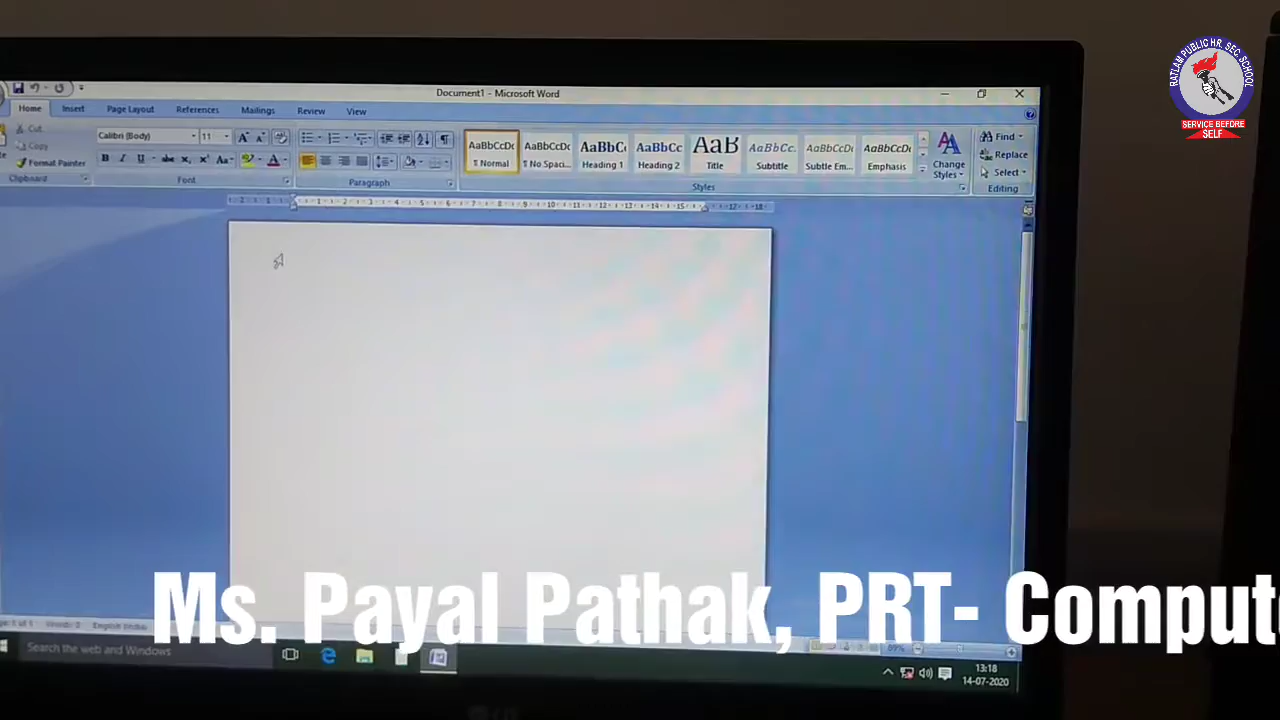 RATLAM PUBLIC HR. SEC. SCHOOL
SERVICE BEFORE
SELF
Document1 - Microsoft Word
Home Insert Page Layout References Mailings Review View
Cut
Copy
Format Painter
Clipboard
Calibri (Body) 11
Font
Paragraph
AaBbCcDc AaBbCcDc AaBbCc AaBbCc AaB AaBbCc. AaBbCcDc AaBbCcDc
¶ Normal ¶ No Spaci... Heading 1 Heading 2 Title Subtitle Subtle Em... Emphasis
Change
Styles
Styles
Find
Replace
Select
Editing
Ms. Payal Pathak, PRT- Compute
Search the web and Windows
89%
13:18
14-07-2020